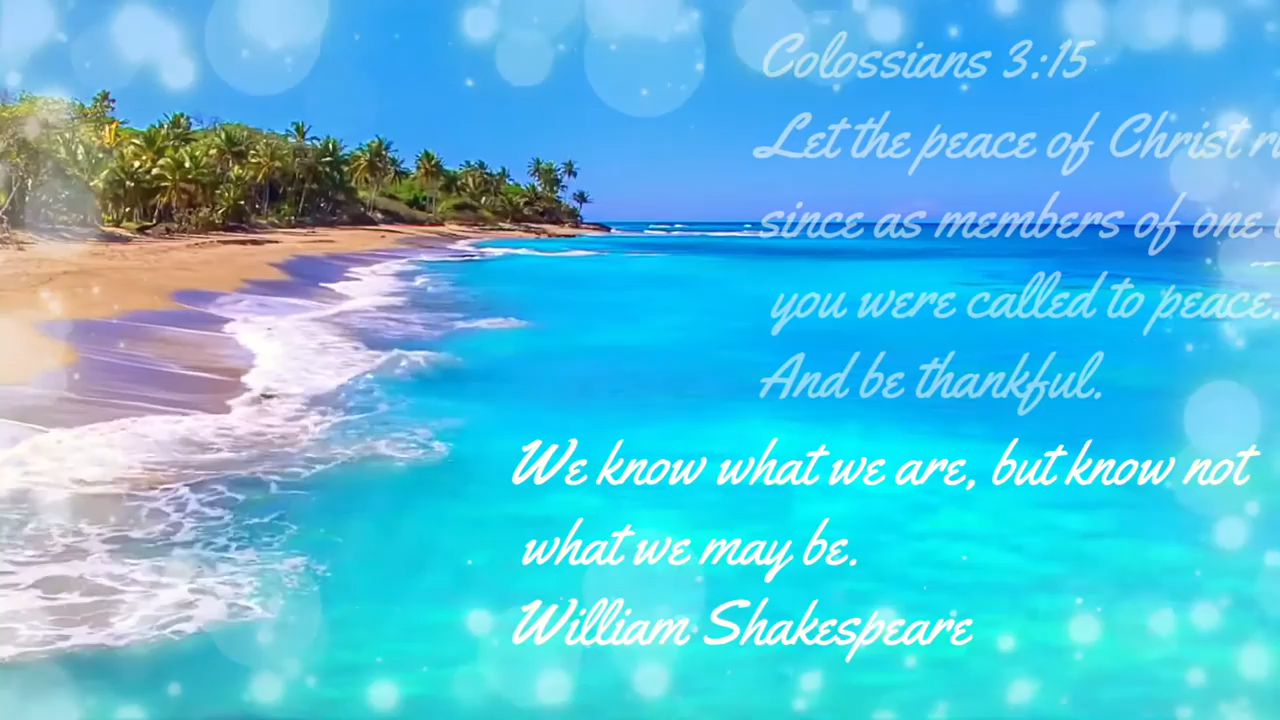 Colossians 3:15
Let the peace of Christ
since as members of one
you were called to peace.
And be thankful.
We know what we are, but know not
what we may be.
William Shakespeare